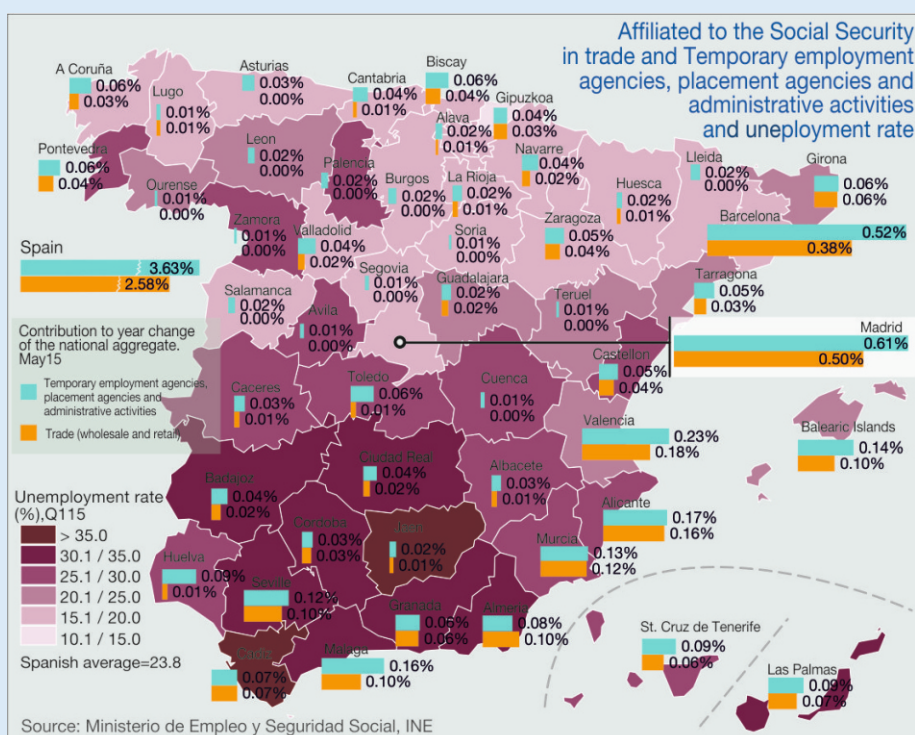 Affiliated to the Social Security
in trade and Temporary employment
agencies, placement agencies and
administrative activities
and uneployment rate
A Coruña
0.06%
0.03%
Lugo
0.01%
0.01%
Asturias
0.03%
0.00%
Cantabria
0.04%
0.01%
Biscay
0.06%
0.04%
Gipuzkoa
0.04%
0.03%
Alava
0.02%
0.01%
Navarre
0.04%
0.02%
Pontevedra
0.06%
0.04%
Ourense
0.01%
0.00%
Leon
0.02%
0.00%
Palencia
0.02%
0.00%
Burgos
0.02%
0.00%
La Rioja
0.02%
0.01%
Huesca
0.02%
0.01%
Lleida
0.02%
0.00%
Girona
0.06%
0.06%
Barcelona
0.52%
0.38%
Zamora
0.01%
0.00%
Valladolid
0.04%
0.02%
Soria
0.01%
0.00%
Zaragoza
0.05%
0.04%
Spain
3.63%
2.58%
Salamanca
0.02%
0.00%
Segovia
0.01%
0.00%
Guadalajara
0.02%
0.02%
Teruel
0.01%
0.00%
Tarragona
0.05%
0.03%
Avila
0.01%
0.00%
Madrid
0.61%
0.50%
Contribution to year change
of the national aggregate.
May15
Temporary employment agencies,
placement agencies and
administrative activities
Trade (wholesale and retail)
Caceres
0.03%
0.01%
Toledo
0.06%
0.01%
Cuenca
0.01%
0.00%
Castellon
0.05%
0.04%
Valencia
0.23%
0.18%
Balearic Islands
0.14%
0.10%
Badajoz
0.04%
0.02%
Ciudad Real
0.04%
0.02%
Albacete
0.03%
0.01%
Alicante
0.17%
0.16%
Unemployment rate
(%),Q115
> 35.0
30.1 / 35.0
25.1 / 30.0
20.1 / 25.0
15.1 / 20.0
10.1 / 15.0
Spanish average=23.8
Cordoba
0.03%
0.03%
Jaen
0.02%
0.01%
Murcia
0.13%
0.12%
Huelva
0.09%
0.01%
Seville
0.12%
0.10%
Granada
0.06%
0.06%
Almeria
0.08%
0.10%
Cadiz
0.07%
0.07%
Malaga
0.16%
0.10%
St. Cruz de Tenerife
0.09%
0.06%
Las Palmas
0.09%
0.07%
Source: Ministerio de Empleo y Seguridad Social, INE